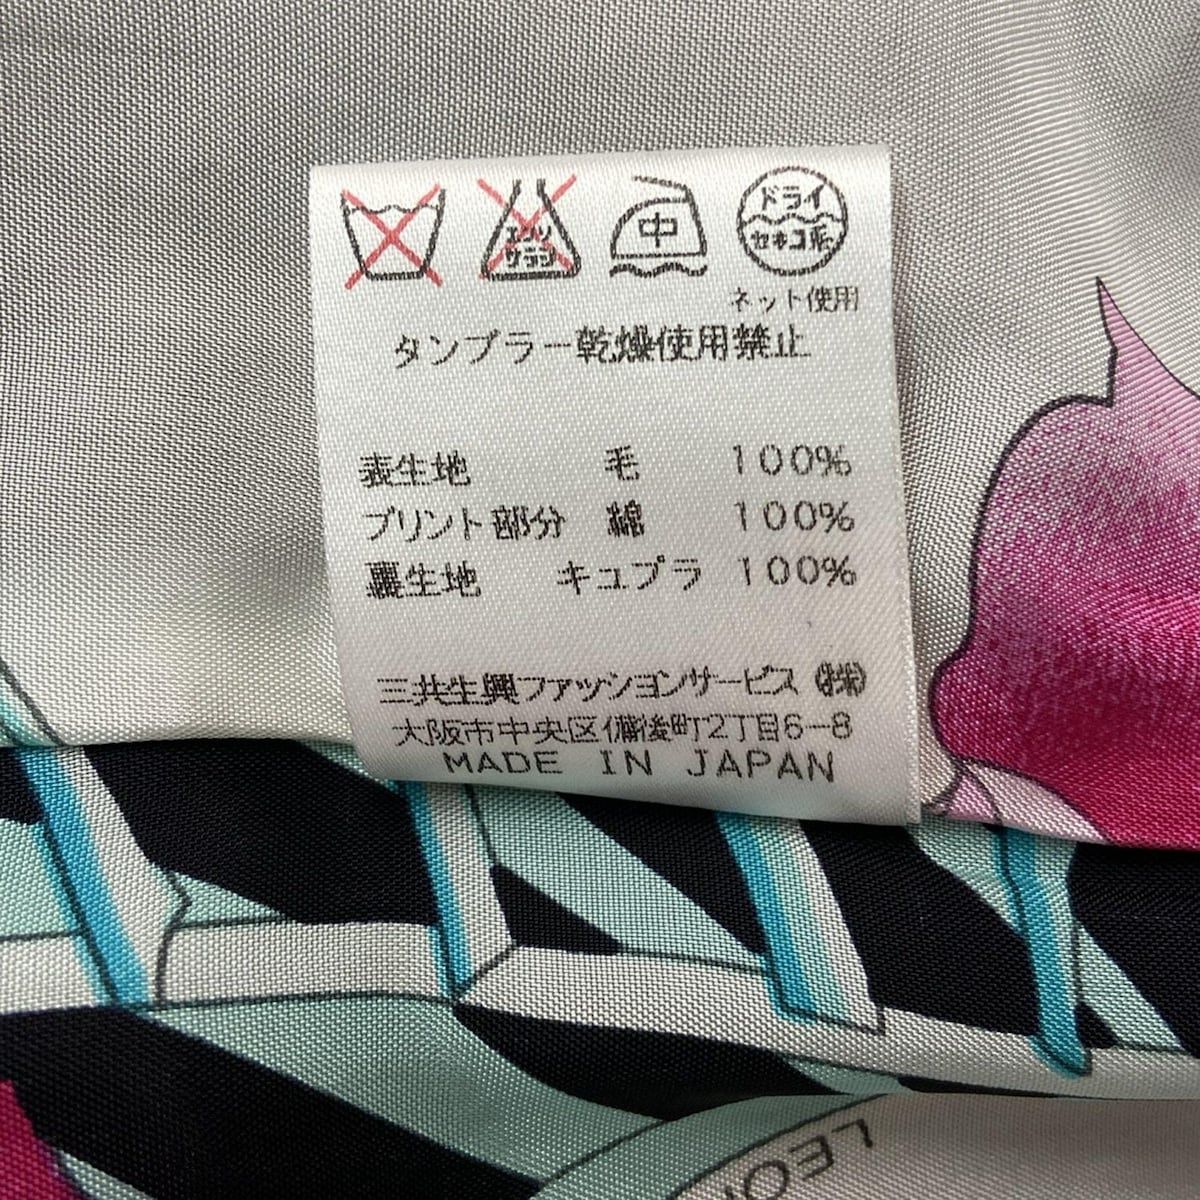 エンソ
サラシ
中
ドライ
セキユ系
ネット使用
タンブラー乾燥使用禁止
表生地 毛 100%
プリント部分 綿 100%
裏生地 キュプラ 100%
三共生興ファッションサービス㈱
大阪市中央区備後町2丁目6-8
MADE IN JAPAN
LEO